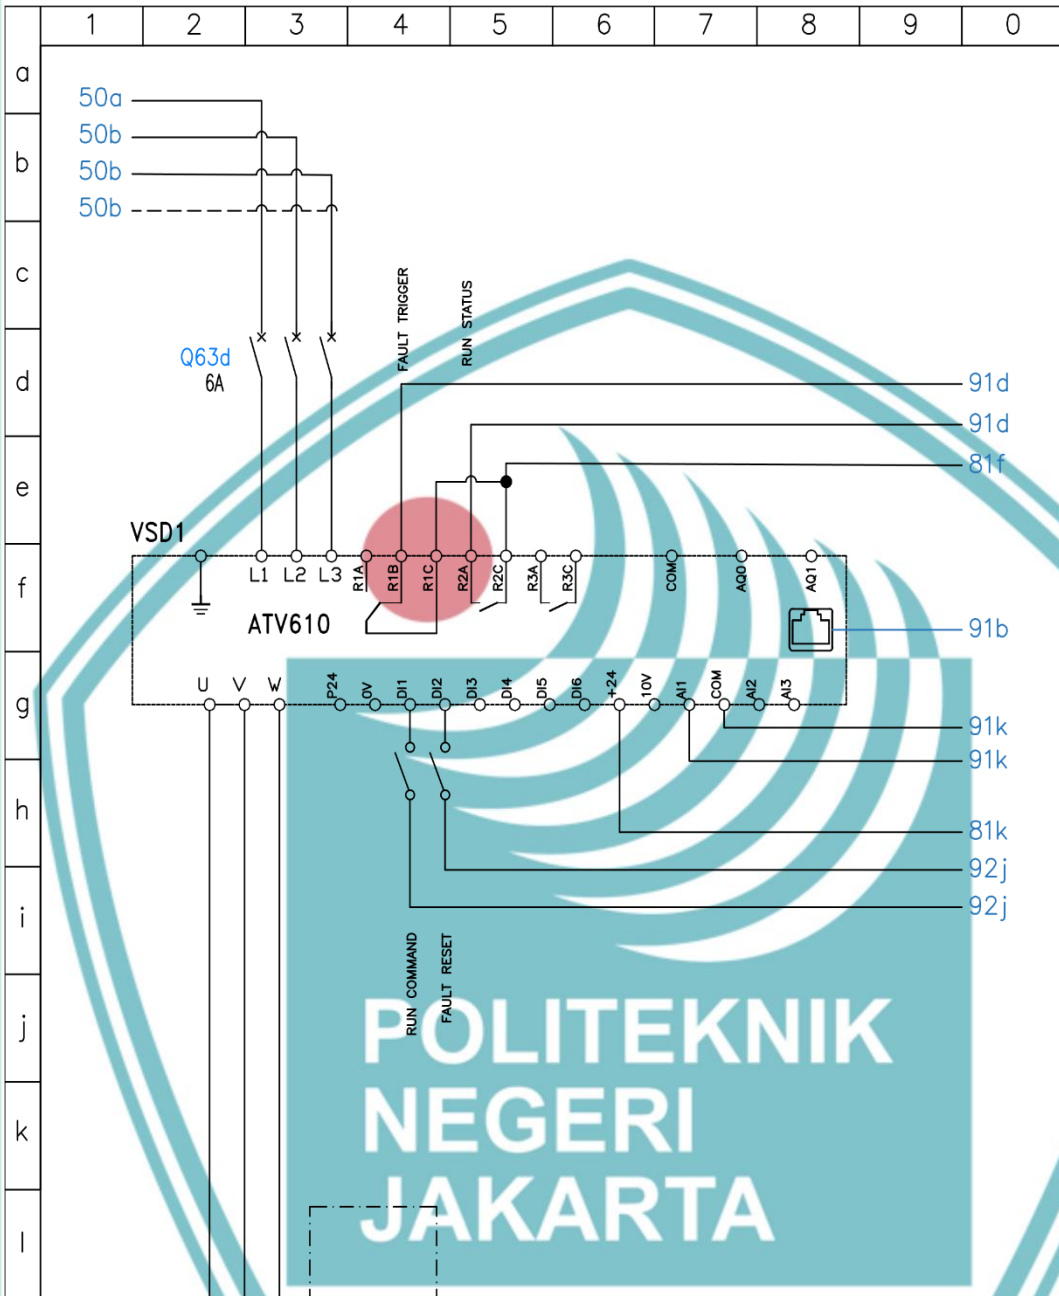 1 2 3 4 5 6 7 8 9 0
a
50a
50b
b
50b
50b
c
FAULT TRIGGER
RUN STATUS
Q63d
6A
d
91d
91d
81f
e
VSD1
L1 L2 L3 R1A R1B R1C R2A R2C R3A R3C COM AQ0 AQ1
f
ATV610
91b
U V W P24 0V DI1 DI2 DI3 DI4 DI5 DI6 +24 10V AI1 COM AI2 AI3
g
91k
91k
h
81k
92j
92j
i
RUN COMMAND
FAULT RESET
j
POLITEKNIK
NEGERI
JAKARTA
k
l